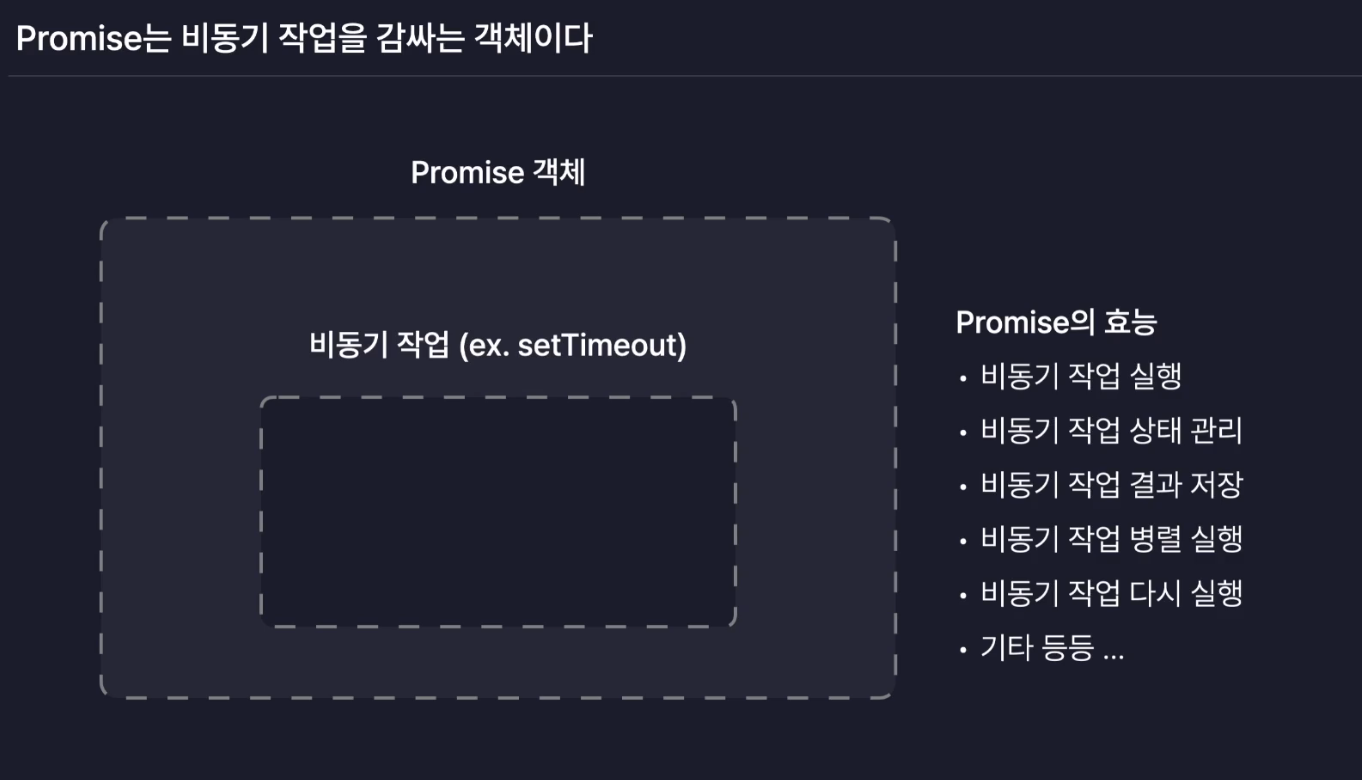 Promise는 비동기 작업을 감싸는 객체이다
Promise 객체
비동기 작업 (ex. setTimeout)
Promise의 효능
• 비동기 작업 실행
• 비동기 작업 상태 관리
• 비동기 작업 결과 저장
• 비동기 작업 병렬 실행
• 비동기 작업 다시 실행
• 기타 등등 ...